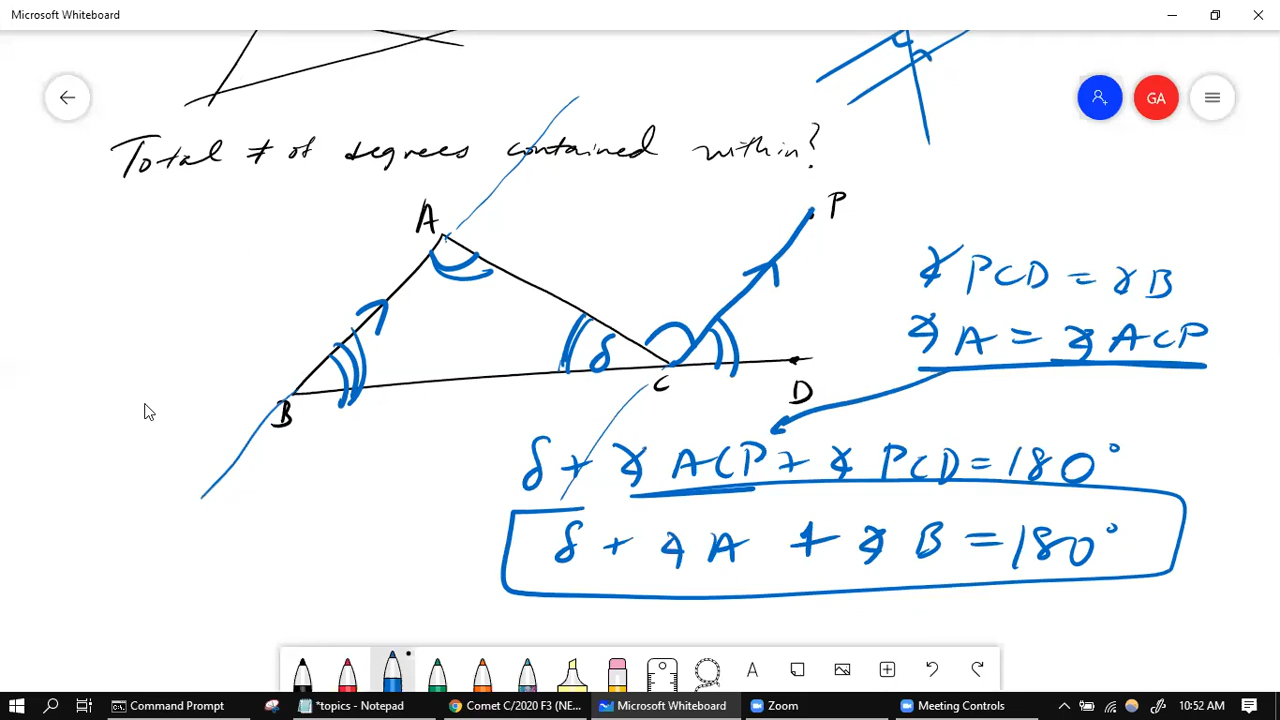 Microsoft Whiteboard
GA
Total # of degrees contained within?
A
P
∡ PCD = ∡ B
∡ A = ∡ ACP
δ
C
D
B
δ + ∡ ACP + ∡ PCD = 180°
δ + ∡ A + ∡ B = 180°
A
Command Prompt
*topics - Notepad
Comet C/2020 F3 (NE...
Microsoft Whiteboard
Zoom
Meeting Controls
10:52 AM